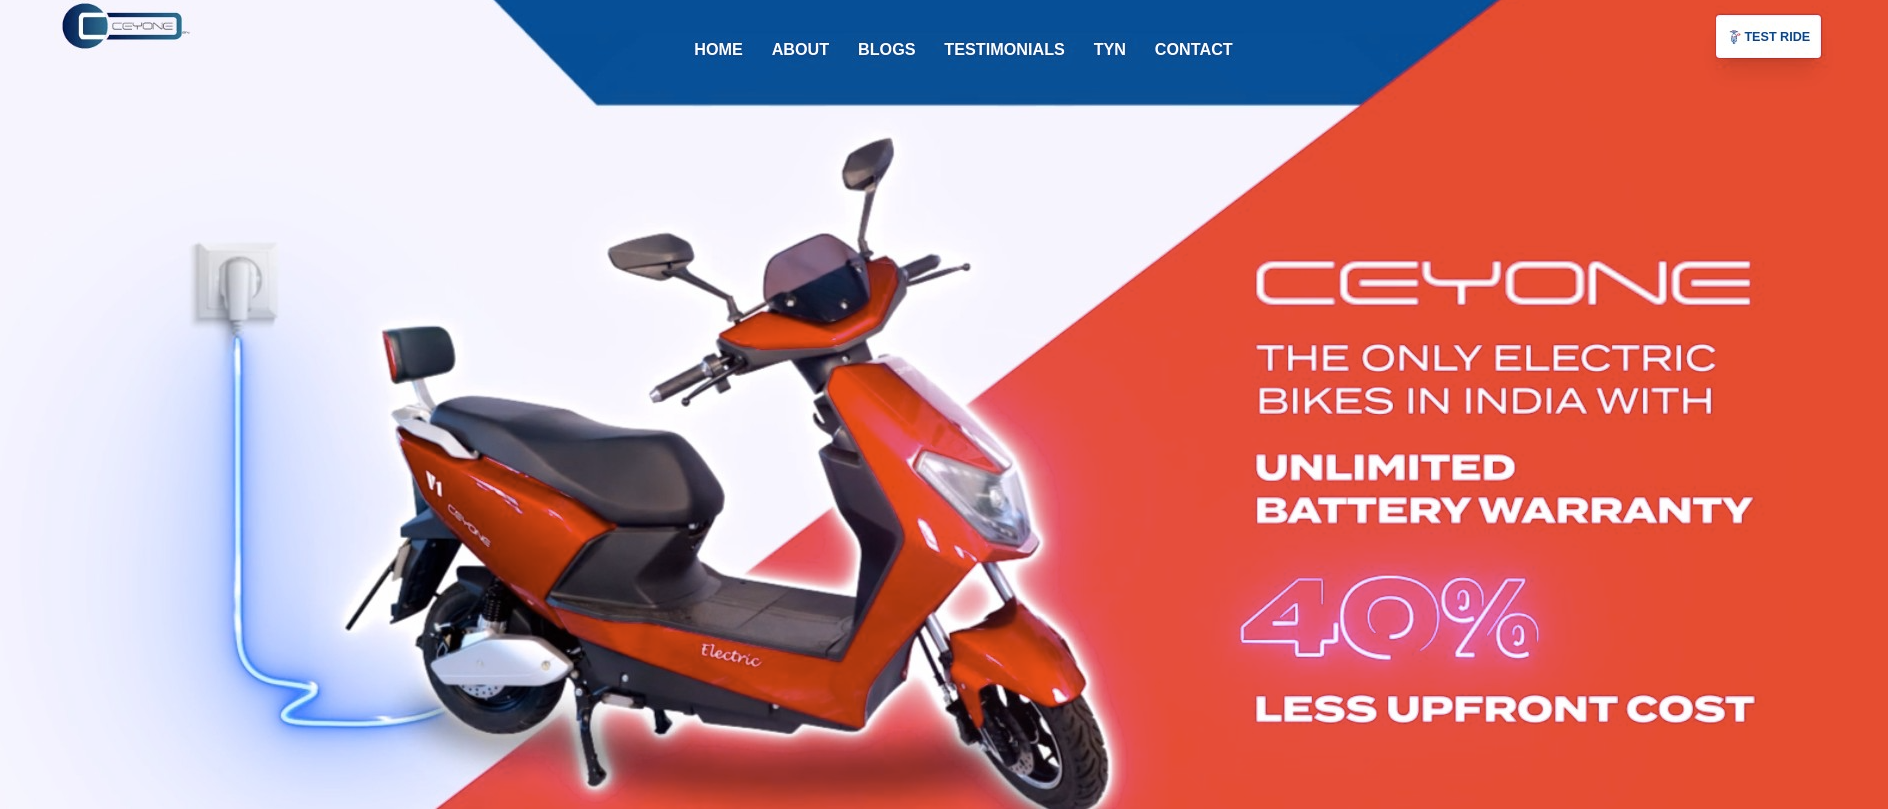 CEYONE
HOME ABOUT BLOGS TESTIMONIALS TYN CONTACT
TEST RIDE
CEYONE
THE ONLY ELECTRIC
BIKES IN INDIA WITH
UNLIMITED
BATTERY WARRANTY
40%
LESS UPFRONT COST
V1
CEYONE
Electric